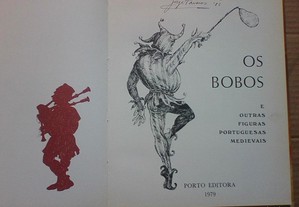 OS
BOBOS
E
OUTRAS
FIGURAS
PORTUGUESAS
MEDIEVAIS
PORTO EDITORA
1979